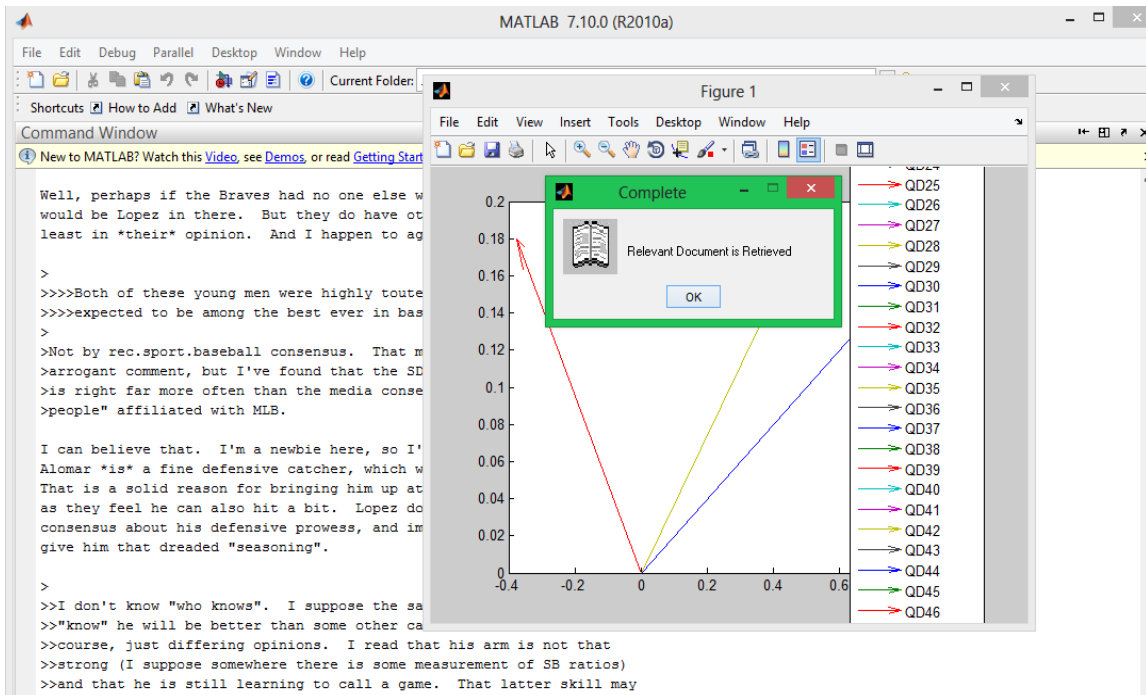 MATLAB 7.10.0 (R2010a)
File Edit Debug Parallel Desktop Window Help
Current Folder:
Shortcuts How to Add What's New
Command Window
New to MATLAB? Watch this Video, see Demos, or read Getting Start
Well, perhaps if the Braves had no one else w
would be Lopez in there. But they do have ot
least in *their* opinion. And I happen to ag
>
>>>>Both of these young men were highly toute
>>>>expected to be among the best ever in bas
>
>Not by rec.sport.baseball consensus. That m
>arrogant comment, but I've found that the SD
>is right far more often than the media conse
>people" affiliated with MLB.
I can believe that. I'm a newbie here, so I'
Alomar *is* a fine defensive catcher, which w
That is a solid reason for bringing him up at
as they feel he can also hit a bit. Lopez do
consensus about his defensive prowess, and im
give him that dreaded "seasoning".
>
>>I don't know "who knows". I suppose the sa
>>"know" he will be better than some other ca
>>course, just differing opinions. I read that his arm is not that
>>strong (I suppose somewhere there is some measurement of SB ratios)
>>and that he is still learning to call a game. That latter skill may
Figure 1
File Edit View Insert Tools Desktop Window Help
Complete
Relevant Document is Retrieved
OK
0.2
0.18
0.16
0.14
0.12
0.1
0.08
0.06
0.04
0.02
0
-0.4 -0.2 0 0.2 0.4 0.6
QD24
QD25
QD26
QD27
QD28
QD29
QD30
QD31
QD32
QD33
QD34
QD35
QD36
QD37
QD38
QD39
QD40
QD41
QD42
QD43
QD44
QD45
QD46